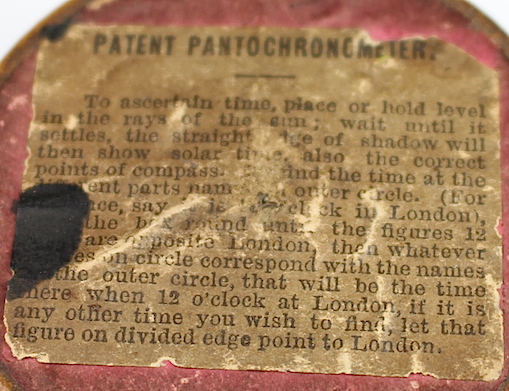 PATENT PANTOCHRONOMETER.
To ascertain time, place or hold level
in the rays of the sun; wait until it
settles, the straight edge of shadow will
then show solar time, also the correct
points of compass. find the time at the
parts outer circle. (For
say is o'clock in London),
the box round until the figures 12
are opposite London, then whatever
on circle correspond with the names
the outer circle, that will be the time
there when 12 o'clock at London, if it is
any other time you wish to find, let that
figure on divided edge point to London.